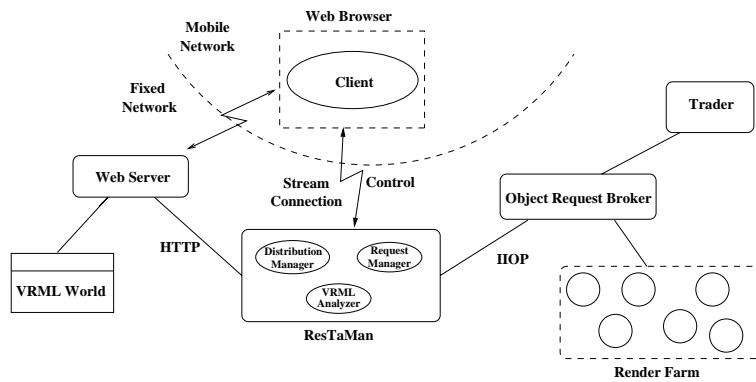 Web Browser
Mobile
Network
Client
Fixed
Network
Trader
Web Server
Stream
Connection
Control
Object Request Broker
HTTP
Distribution
Manager
Request
Manager
IIOP
VRML World
VRML
Analyzer
ResTaMan
Render Farm